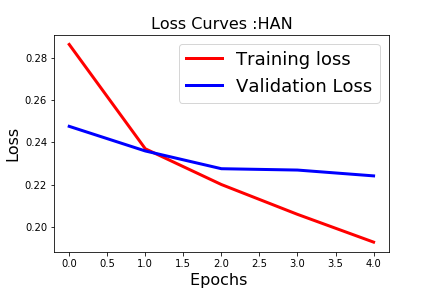 Loss Curves :HAN
Training loss
Validation Loss
Loss
0.28
0.26
0.24
0.22
0.20
0.0 0.5 1.0 1.5 2.0 2.5 3.0 3.5 4.0
Epochs